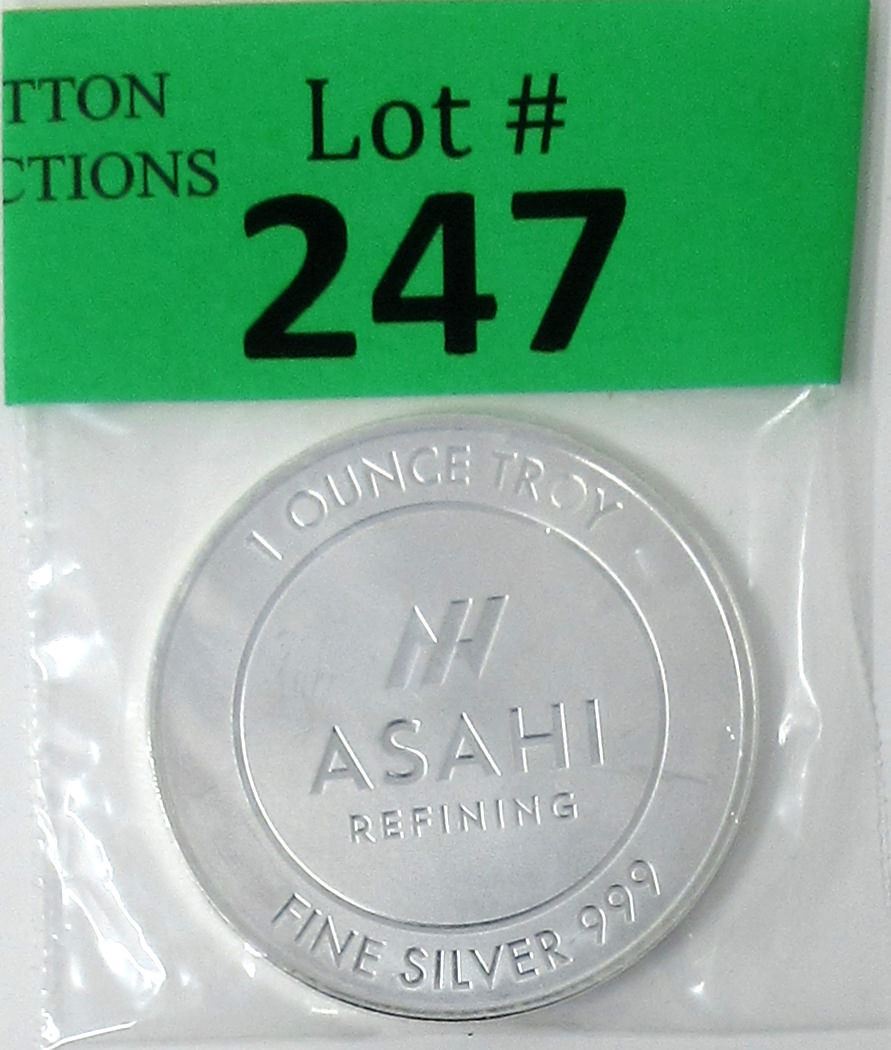 TTON
CTIONS
Lot #
247
1 OUNCE TROY
ASAHI
REFINING
FINE SILVER 999